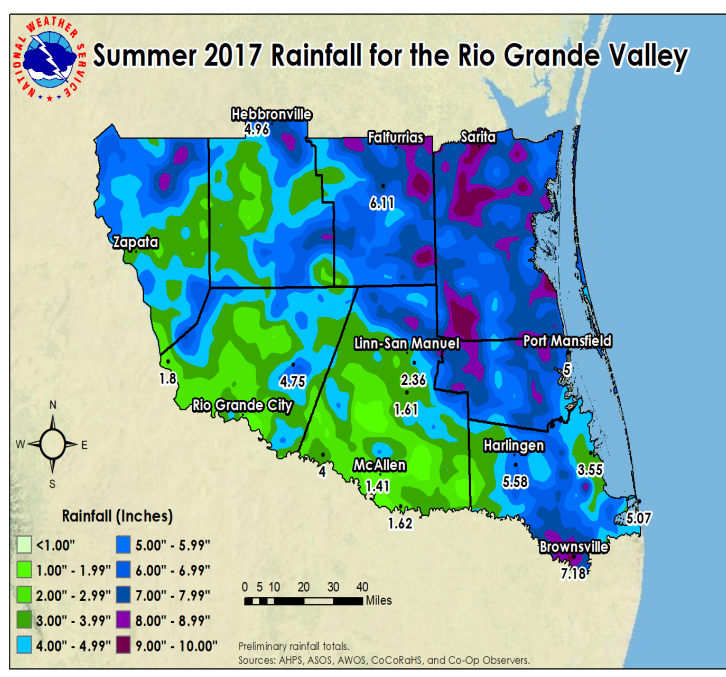 NATIONAL WEATHER SERVICE
Summer 2017 Rainfall for the Rio Grande Valley
Hebbronville
4.96
Falfurrias
Sarita
6.11
Zapata
Linn-San Manuel
Port Mansfield
1.8
4.75
2.36
5
Rio Grande City
1.61
N
W
E
S
Harlingen
McAllen
4
3.55
1.41
5.58
1.62
5.07
Brownsville
7.18
Rainfall (Inches)
<1.00"
5.00" - 5.99"
1.00" - 1.99"
6.00" - 6.99"
2.00" - 2.99"
7.00" - 7.99"
3.00" - 3.99"
8.00" - 8.99"
4.00" - 4.99"
9.00" - 10.00"
0 5 10 20 30 40
Miles
Preliminary rainfall totals.
Sources: AHPS, ASOS, AWOS, CoCoRaHS, and Co-Op Observers.